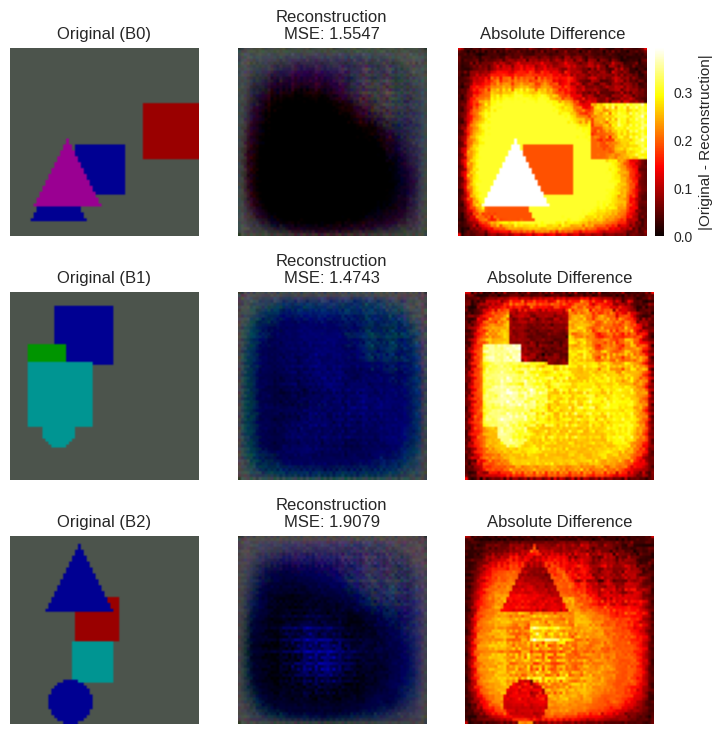 Original (B0)
Reconstruction
MSE: 1.5547
Absolute Difference
0.3
0.2
0.1
0.0
|Original - Reconstruction|
Original (B1)
Reconstruction
MSE: 1.4743
Absolute Difference
Original (B2)
Reconstruction
MSE: 1.9079
Absolute Difference